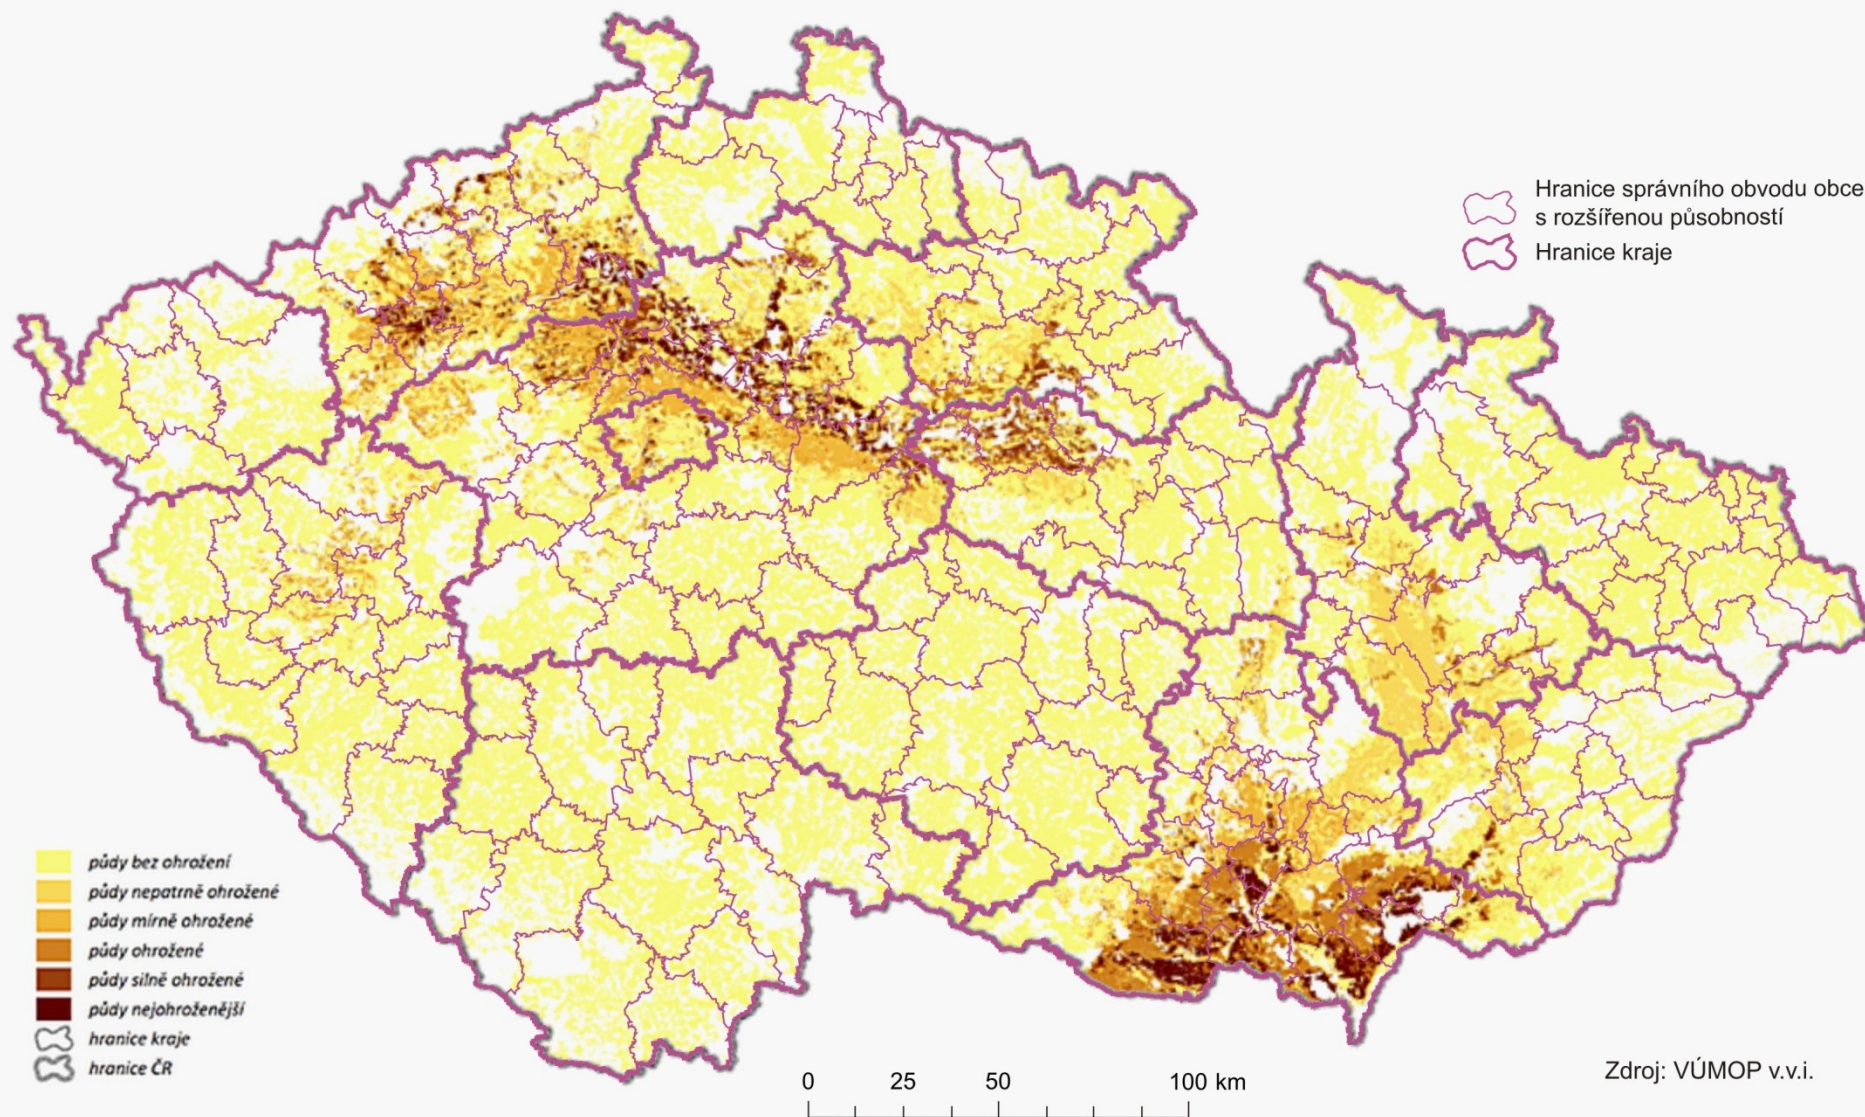 Hranice správního obvodu obce
s rozšířenou působností
Hranice kraje
půdy bez ohrožení
půdy nepatrně ohrožené
půdy mírně ohrožené
půdy ohrožené
půdy silně ohrožené
půdy nejohroženější
hranice kraje
hranice ČR
0 25 50 100 km
Zdroj: VÚMOP v.v.i.